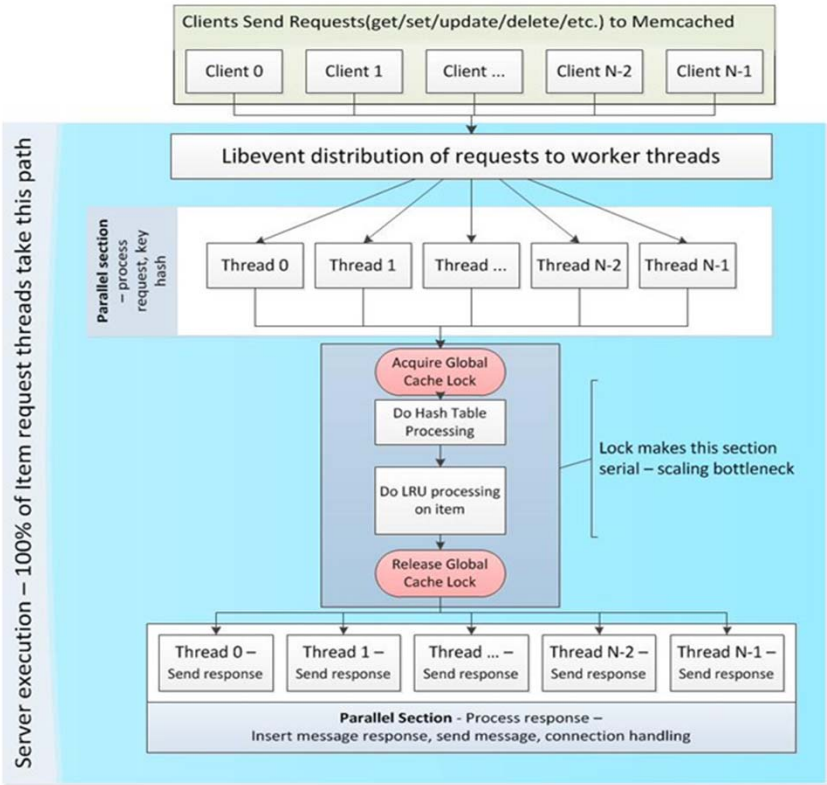 Clients Send Requests(get/set/update/delete/etc.) to Memcached
Client 0
Client 1
Client ...
Client N-2
Client N-1
Server execution – 100% of Item request threads take this path
Libevent distribution of requests to worker threads
Parallel section
– process
request, key
hash
Thread 0
Thread 1
Thread ...
Thread N-2
Thread N-1
Acquire Global
Cache Lock
Do Hash Table
Processing
Do LRU processing
on item
Release Global
Cache Lock
Lock makes this section
serial – scaling bottleneck
Thread 0 –
Send response
Thread 1 –
Send response
Thread ... –
Send response
Thread N-2 –
Send response
Thread N-1 –
Send response
Parallel Section - Process response –
Insert message response, send message, connection handling